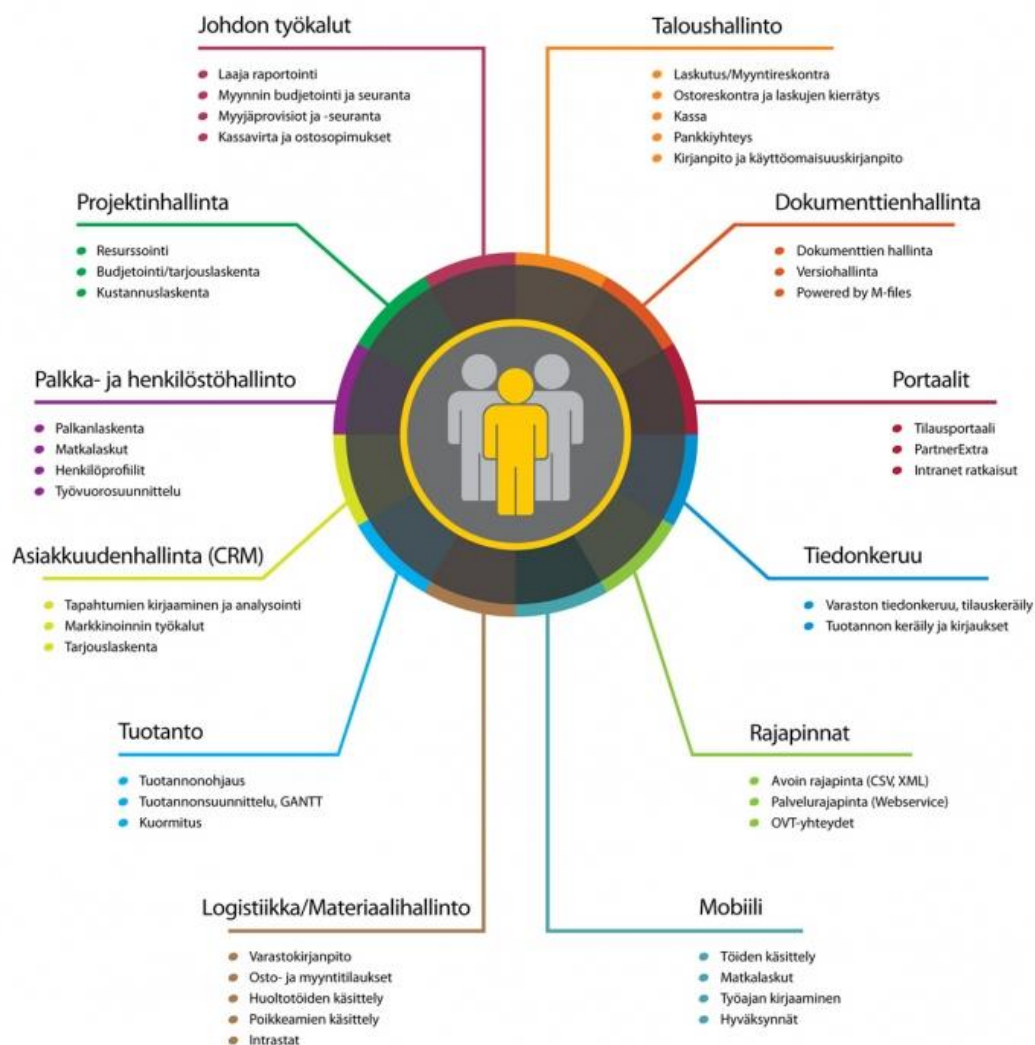 Johdon työkalut
Laaja raportointi
Myynnin budjetointi ja seuranta
Myyjäprovisiot ja -seuranta
Kassavirta ja ostosopimukset
Taloushallinto
Laskutus/Myyntireskontra
Ostoreskontra ja laskujen kierrätys
Kassa
Pankkiyhteys
Kirjanpito ja käyttöomaisuuskirjanpito
Projektinhallinta
Resurssointi
Budjetointi/tarjouslaskenta
Kustannuslaskenta
Dokumenttienhallinta
Dokumenttien hallinta
Versiohallinta
Powered by M-files
Palkka- ja henkilöstöhallinto
Palkanlaskenta
Matkalaskut
Henkilöprofiilit
Työvuorosuunnittelu
Portaalit
Tilausportaali
PartnerExtra
Intranet ratkaisut
Asiakkuudenhallinta (CRM)
Tapahtumien kirjaaminen ja analysointi
Markkinoinnin työkalut
Tarjouslaskenta
Tiedonkeruu
Varaston tiedonkeruu, tilauskeräily
Tuotannon keräily ja kirjaukset
Tuotanto
Tuotannonohjaus
Tuotannonsuunnittelu, GANTT
Kuormitus
Rajapinnat
Avoin rajapinta (CSV, XML)
Palvelurajapinta (Webservice)
OVT-yhteydet
Logistiikka/Materiaalihallinto
Varastokirjanpito
Osto- ja myyntitilaukset
Huoltotöiden käsittely
Poikkeamien käsittely
Intrastat
Mobiili
Töiden käsittely
Matkalaskut
Työajan kirjaaminen
Hyväksynnät